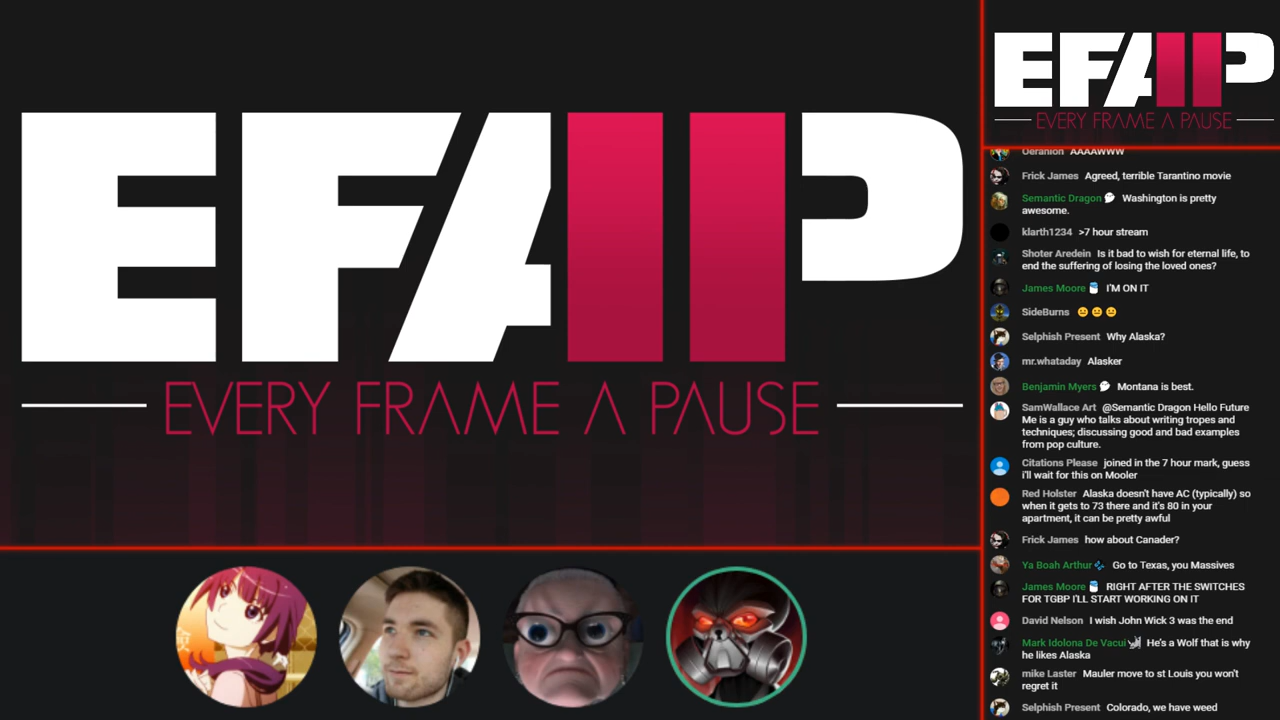 EFAP
EVERY FRAME A PAUSE
EFAP
EVERY FRAME A PAUSE
Oeranion AAAAWWW
Frick James Agreed, terrible Tarantino movie
Semantic Dragon Washington is pretty
awesome.
klarth1234 >7 hour stream
Shoter Aredein Is it bad to wish for eternal life, to
end the suffering of losing the loved ones?
James Moore I'M ON IT
SideBurns
Selphish Present Why Alaska?
mr.whataday Alasker
Benjamin Myers Montana is best.
SamWallace Art @Semantic Dragon Hello Future
Me is a guy who talks about writing tropes and
techniques; discussing good and bad examples
from pop culture.
Citations Please joined in the 7 hour mark, guess
i'll wait for this on Mooler
Red Holster Alaska doesn't have AC (typically) so
when it gets to 73 there and it's 80 in your
apartment, it can be pretty awful
Frick James how about Canader?
Ya Boah Arthur Go to Texas, you Massives
James Moore RIGHT AFTER THE SWITCHES
FOR TGBP I'LL START WORKING ON IT
David Nelson I wish John Wick 3 was the end
Mark Idolona De Vacui He's a Wolf that is why
he likes Alaska
mike Laster Mauler move to st Louis you won't
regret it
Selphish Present Colorado, we have weed